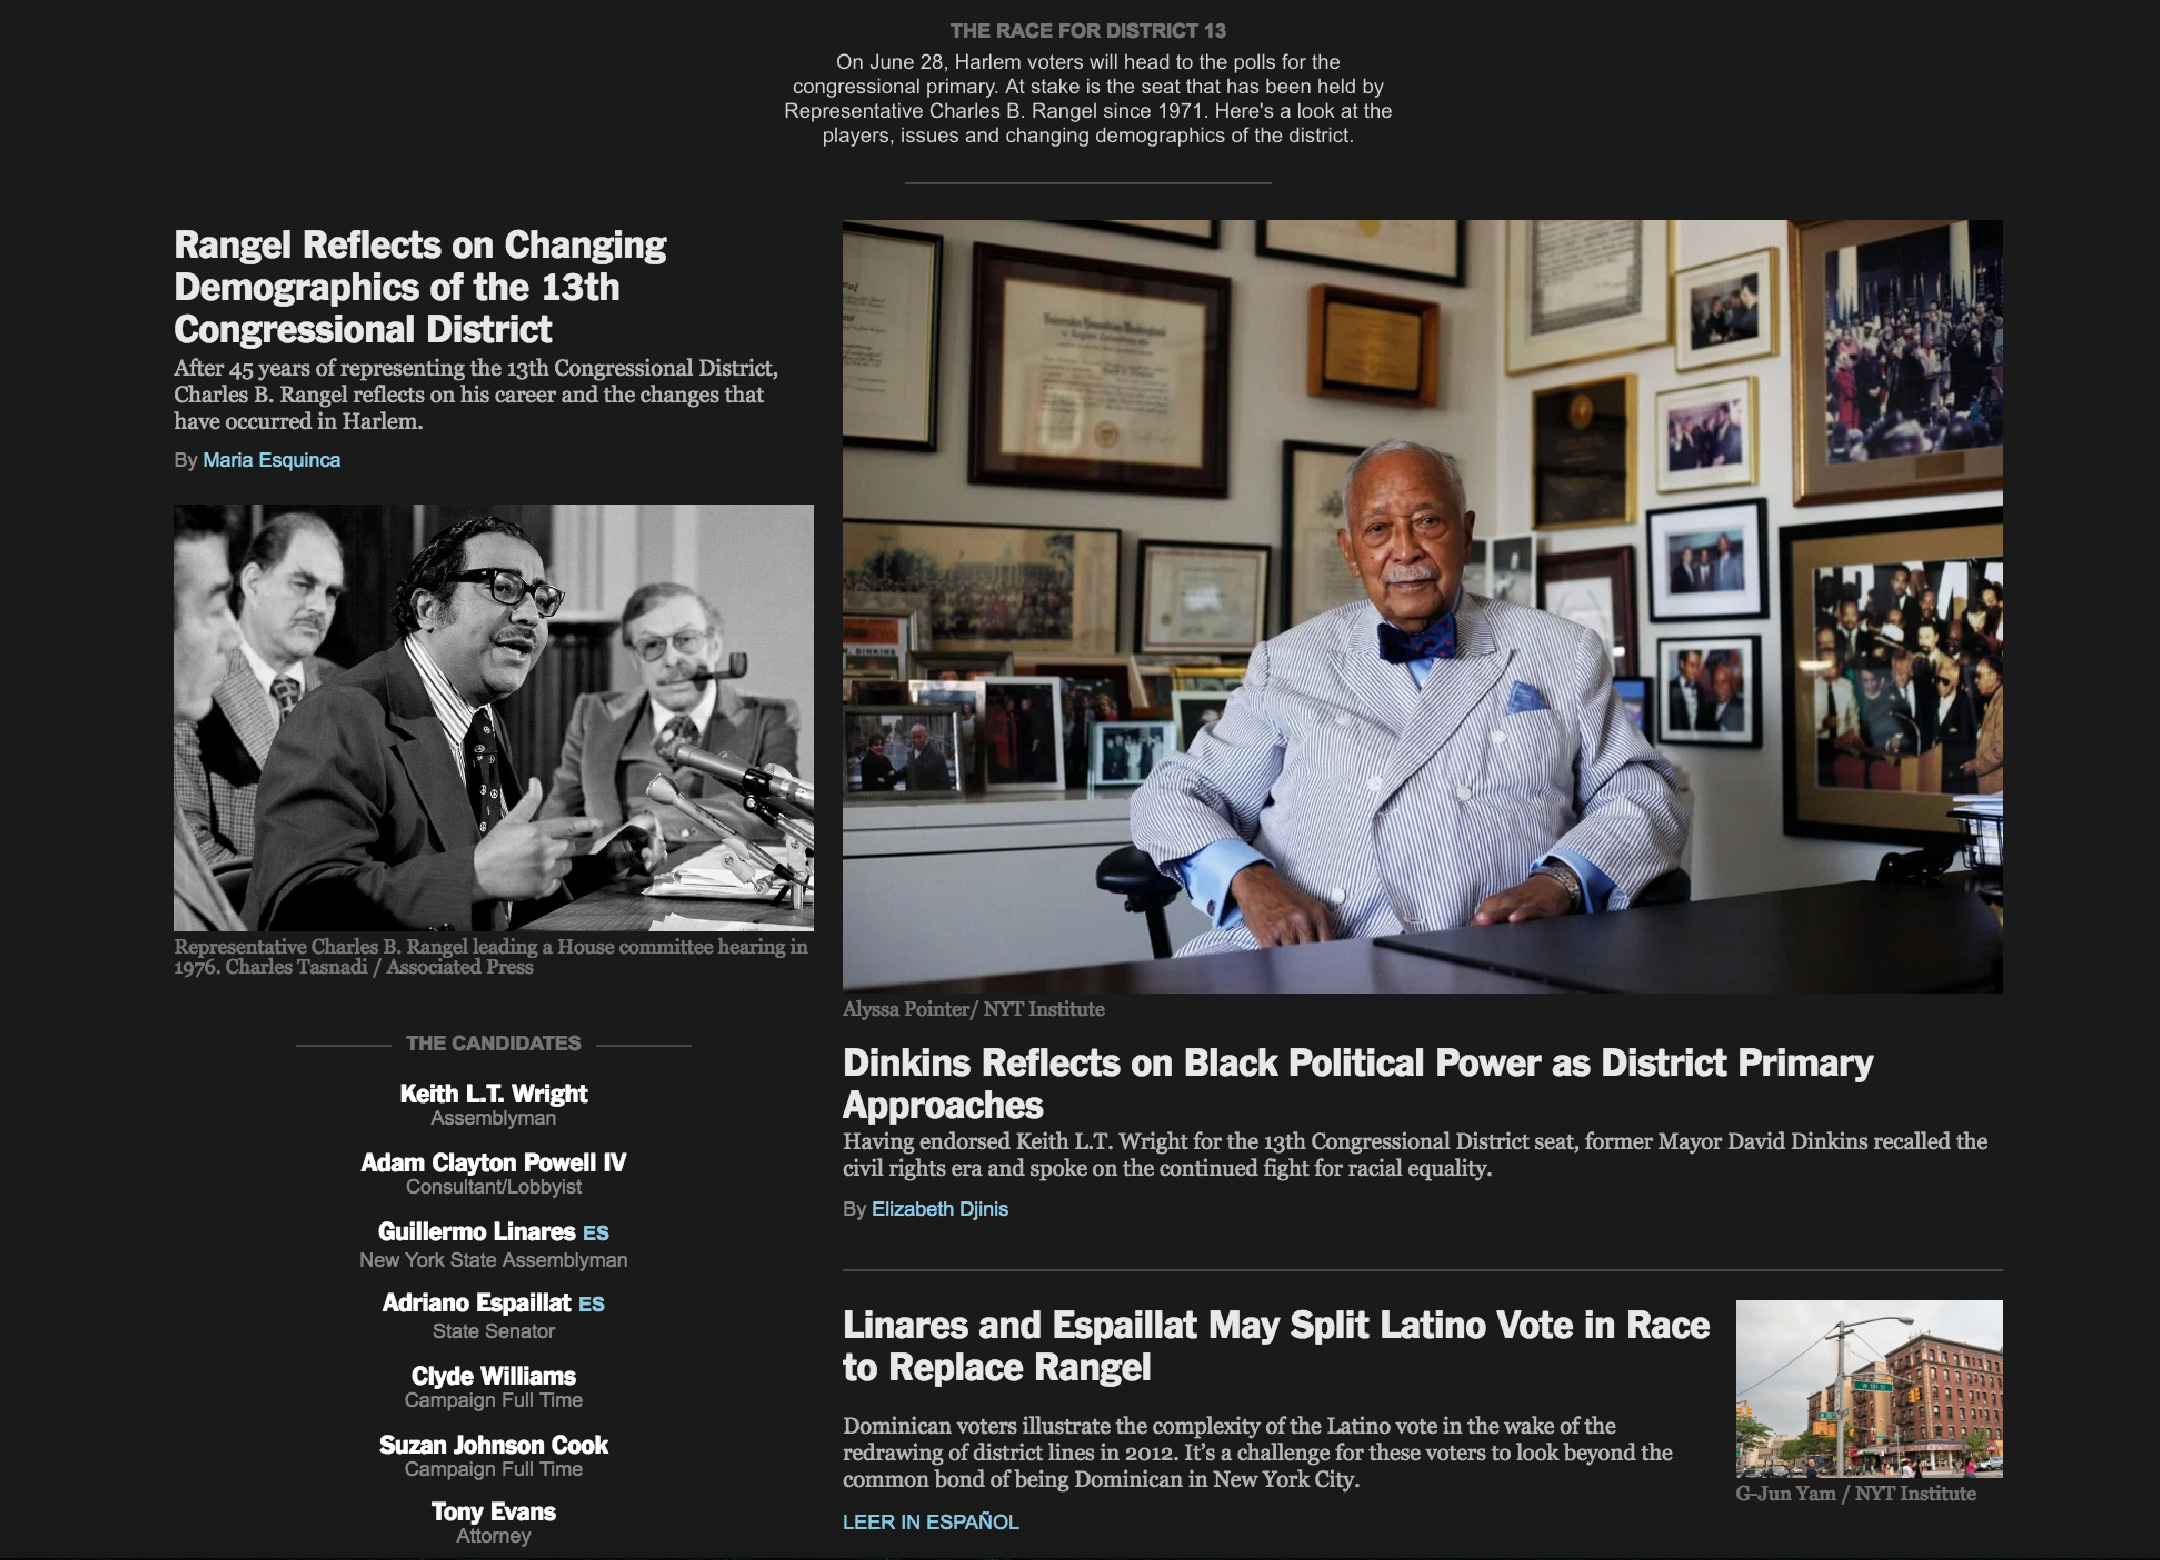 THE RACE FOR DISTRICT 13
On June 28, Harlem voters will head to the polls for the
congressional primary. At stake is the seat that has been held by
Representative Charles B. Rangel since 1971. Here's a look at the
players, issues and changing demographics of the district.
Rangel Reflects on Changing
Demographics of the 13th
Congressional District
After 45 years of representing the 13th Congressional District,
Charles B. Rangel reflects on his career and the changes that
have occurred in Harlem.
By Maria Esquinca
Representative Charles B. Rangel leading a House committee hearing in
1976. Charles Tasnadi / Associated Press
THE CANDIDATES
Keith L.T. Wright
Assemblyman
Adam Clayton Powell IV
Consultant/Lobbyist
Guillermo Linares ES
New York State Assemblyman
Adriano Espaillat ES
State Senator
Clyde Williams
Campaign Full Time
Suzan Johnson Cook
Campaign Full Time
Tony Evans
Attorney
Alyssa Pointer/ NYT Institute
Dinkins Reflects on Black Political Power as District Primary
Approaches
Having endorsed Keith L.T. Wright for the 13th Congressional District seat, former Mayor David Dinkins recalled the
civil rights era and spoke on the continued fight for racial equality.
By Elizabeth Djinis
Linares and Espaillat May Split Latino Vote in Race
to Replace Rangel
Dominican voters illustrate the complexity of the Latino vote in the wake of the
redrawing of district lines in 2012. It's a challenge for these voters to look beyond the
common bond of being Dominican in New York City.
LEER IN ESPAÑOL
G-Jun Yam / NYT Institute